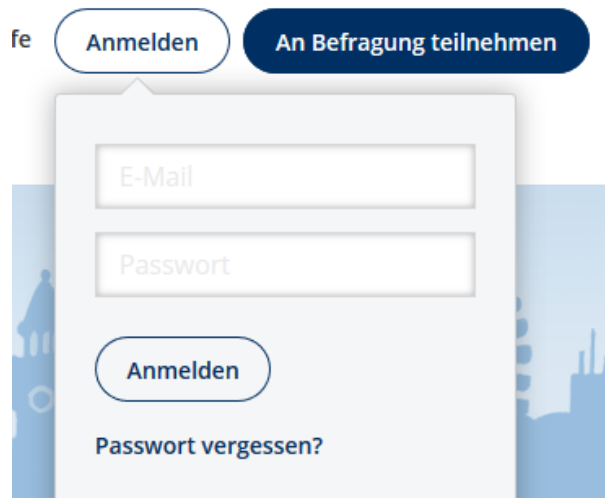 fe Anmelden An Befragung teilnehmen
E-Mail
Passwort
Anmelden
Passwort vergessen?